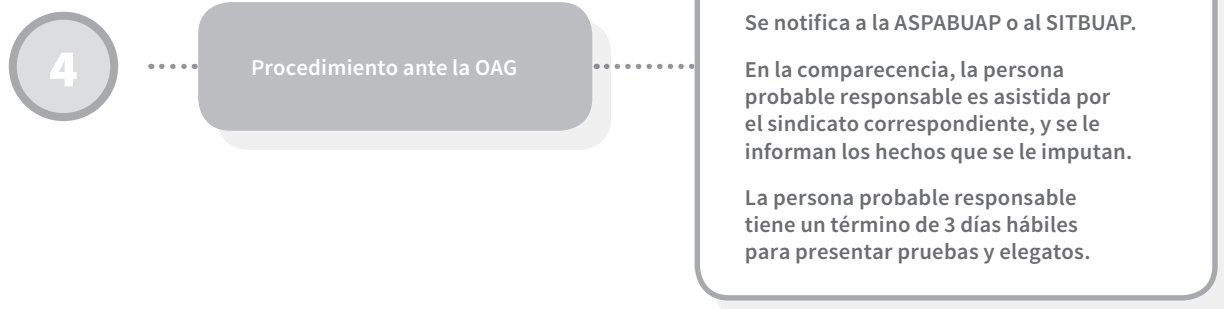 4
Procedimiento ante la OAG
Se notifica a la ASPABUAP o al SITBUAP.
En la comparecencia, la persona
probable responsable es asistida por
el sindicato correspondiente, y se le
informan los hechos que se le imputan.
La persona probable responsable
tiene un término de 3 días hábiles
para presentar pruebas y elegatos.